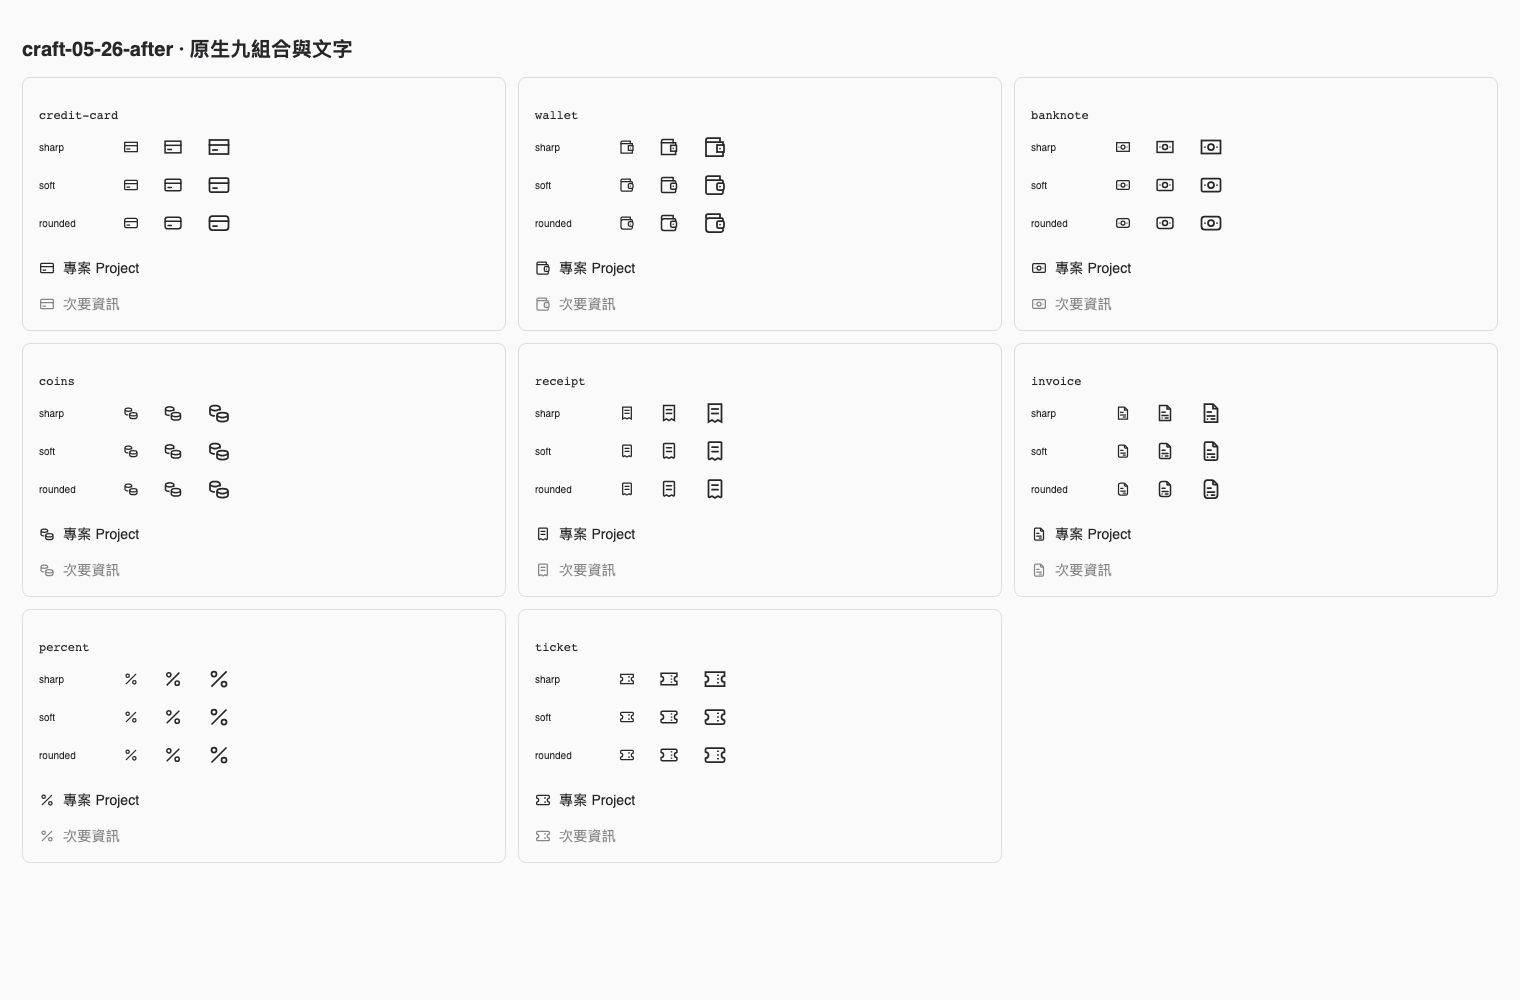 craft-05-26-after · 原生九組合與文字
credit-card
sharp
soft
rounded
專案 Project
次要資訊
wallet
sharp
soft
rounded
專案 Project
次要資訊
banknote
sharp
soft
rounded
專案 Project
次要資訊
coins
sharp
soft
rounded
專案 Project
次要資訊
receipt
sharp
soft
rounded
專案 Project
次要資訊
invoice
sharp
soft
rounded
專案 Project
次要資訊
percent
sharp
soft
rounded
專案 Project
次要資訊
ticket
sharp
soft
rounded
專案 Project
次要資訊